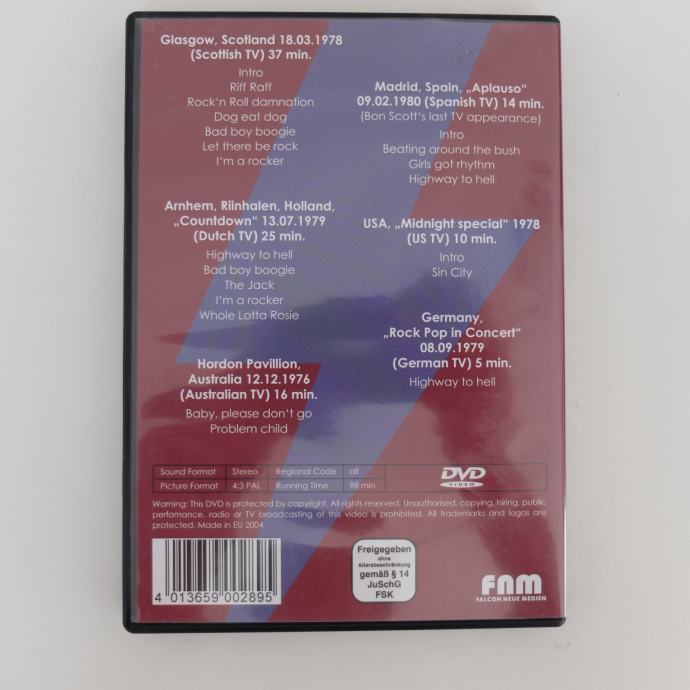 Glasgow, Scotland 18.03.1978
(Scottish TV) 37 min.
Intro
Riff Raff
Rock'n Roll damnation
Dog eat dog
Bad boy boogie
Let there be rock
I'm a rocker
Arnhem, Riinhalen, Holland,
„Countdown“ 13.07.1979
(Dutch TV) 25 min.
Highway to hell
Bad boy boogie
The Jack
I'm a rocker
Whole Lotta Rosie
Hordon Pavillion,
Australia 12.12.1976
(Australian TV) 16 min.
Baby, please don't go
Problem child
Madrid, Spain, „Aplauso“
09.02.1980 (Spanish TV) 14 min.
(Bon Scott's last TV appearance)
Intro
Beating around the bush
Girls got rhythm
Highway to hell
USA, „Midnight special“ 1978
(US TV) 10 min.
Intro
Sin City
Germany,
„Rock Pop in Concert“
08.09.1979
(German TV) 5 min.
Highway to hell
Sound Format Stereo Regional Code all
Picture Format 4:3 PAL Running Time 98 min
DVD
VIDEO
Warning: This DVD is protected by copyright. All rights reserved. Unauthorised, copying, hiring, public
perfomance, radio or TV broadcasting of this video is prohibited. All trademarks and logos are
protected. Made in EU 2004
4 013659 002895
Freigegeben
ohne
Altersbeschränkung
gemäß § 14
JuSchG
FSK
FNM
FALCON NEUE MEDIEN